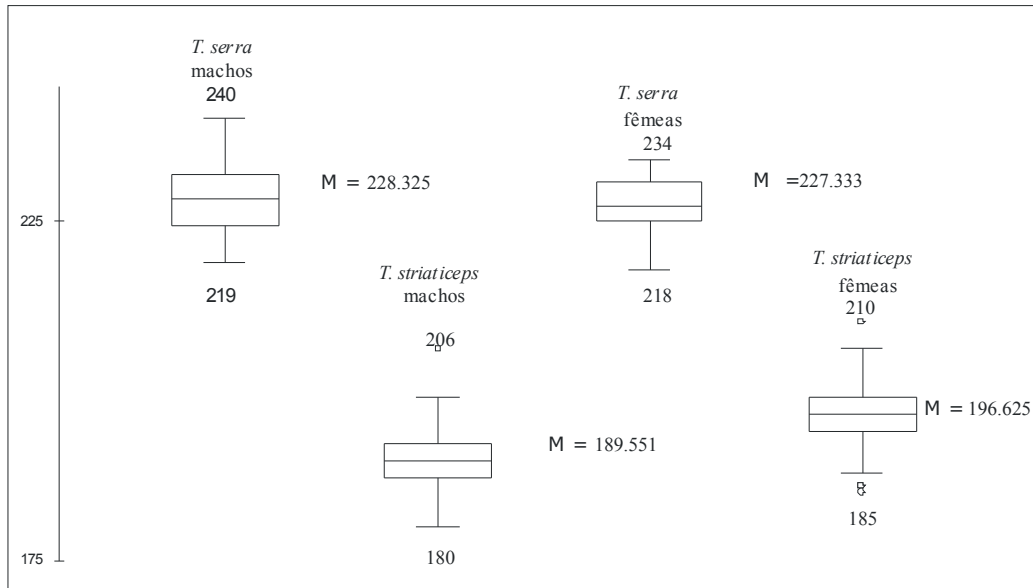 T. serra
machos
240
M = 228.325
219
T. serra
fêmeas
234
M =227.333
218
225
T. striaticeps
machos
206
M = 189.551
180
T. striaticeps
fêmeas
210
M = 196.625
185
175